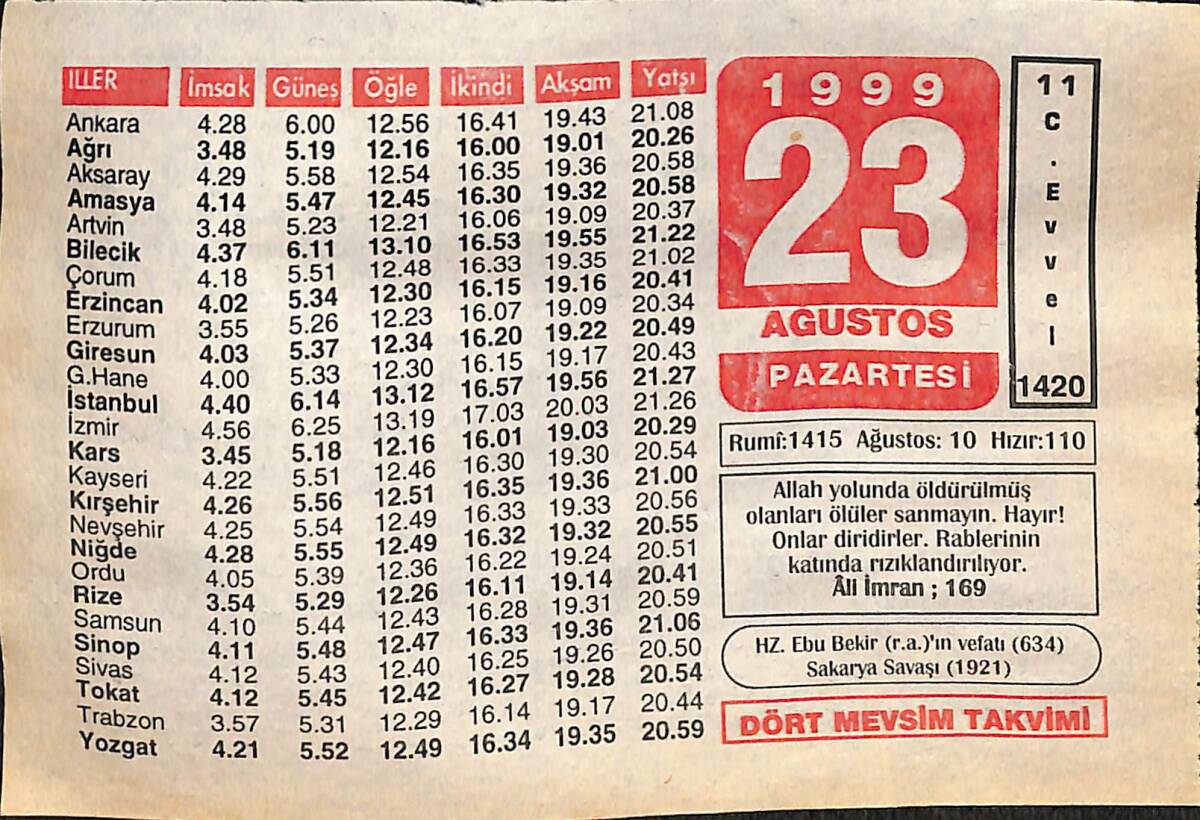 İLLER İmsak Güneş Öğle İkindi Akşam Yatsı
Ankara 4.28 6.00 12.56 16.41 19.43 21.08
Ağrı 3.48 5.19 12.16 16.00 19.01 20.26
Aksaray 4.29 5.58 12.54 16.35 19.36 20.58
Amasya 4.14 5.47 12.45 16.30 19.32 20.58
Artvin 3.48 5.23 12.21 16.06 19.09 20.37
Bilecik 4.37 6.11 13.10 16.53 19.55 21.22
Çorum 4.18 5.51 12.48 16.33 19.35 21.02
Erzincan 4.02 5.34 12.30 16.15 19.16 20.41
Erzurum 3.55 5.26 12.23 16.07 19.09 20.34
Giresun 4.03 5.37 12.34 16.20 19.22 20.49
G.Hane 4.00 5.33 12.30 16.15 19.17 20.43
İstanbul 4.40 6.14 13.12 16.57 19.56 21.27
İzmir 4.56 6.25 13.19 17.03 20.03 21.26
Kars 3.45 5.18 12.16 16.01 19.03 20.29
Kayseri 4.22 5.51 12.46 16.30 19.30 20.54
Kırşehir 4.26 5.56 12.51 16.35 19.36 21.00
Nevşehir 4.25 5.54 12.49 16.33 19.33 20.56
Niğde 4.28 5.55 12.49 16.32 19.32 20.55
Ordu 4.05 5.39 12.36 16.22 19.24 20.51
Rize 3.54 5.29 12.26 16.11 19.14 20.41
Samsun 4.10 5.44 12.43 16.28 19.31 20.59
Sinop 4.11 5.48 12.47 16.33 19.36 21.06
Sivas 4.12 5.43 12.40 16.25 19.26 20.50
Tokat 4.12 5.45 12.42 16.27 19.28 20.54
Trabzon 3.57 5.31 12.29 16.14 19.17 20.44
Yozgat 4.21 5.52 12.49 16.34 19.35 20.59
1999
23
AGUSTOS
PAZARTESİ
11
C
.
E
v
v
e
l
1420
Rumî:1415 Ağustos: 10 Hızır:110
Allah yolunda öldürülmüş
olanları ölüler sanmayın. Hayır!
Onlar diridirler. Rablerinin
katında rızıklandırılıyor.
Âli İmran ; 169
HZ. Ebu Bekir (r.a.)'ın vefatı (634)
Sakarya Savaşı (1921)
DÖRT MEVSİM TAKVİMİ